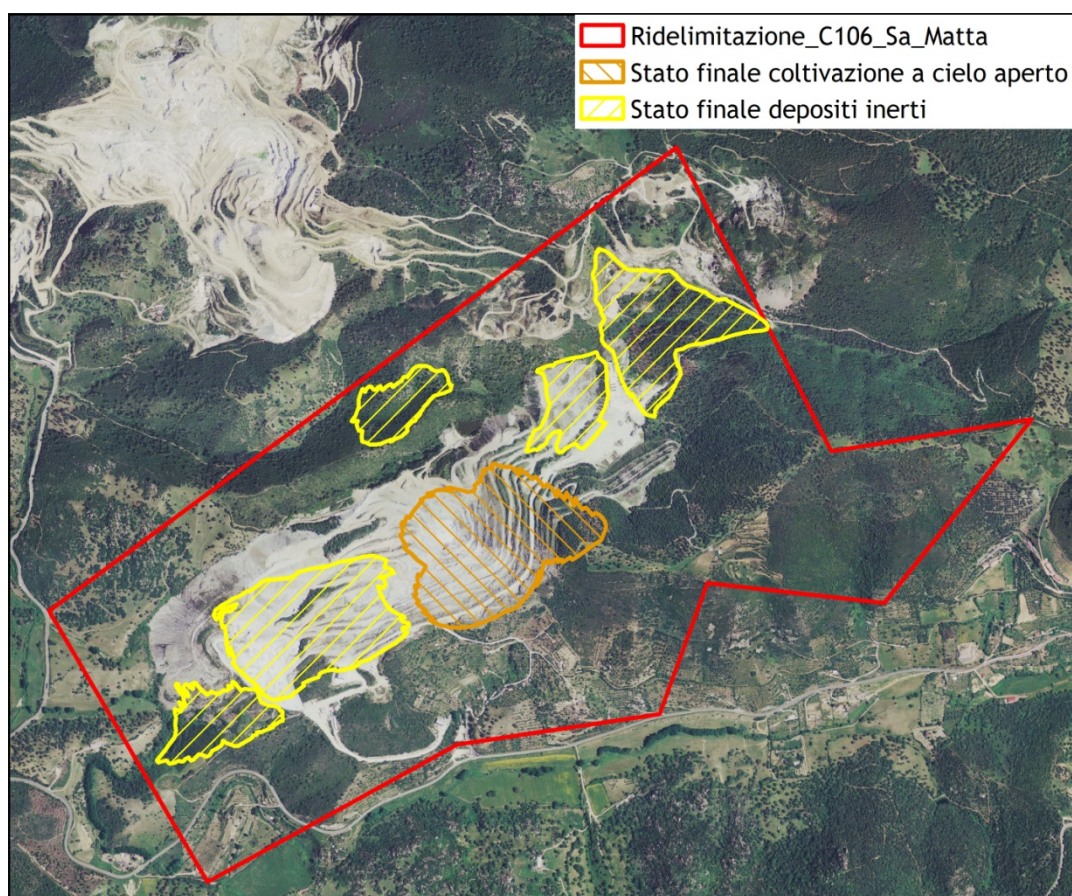 Ridelimitazione_C106_Sa_Matta
Stato finale coltivazione a cielo aperto
Stato finale depositi inerti